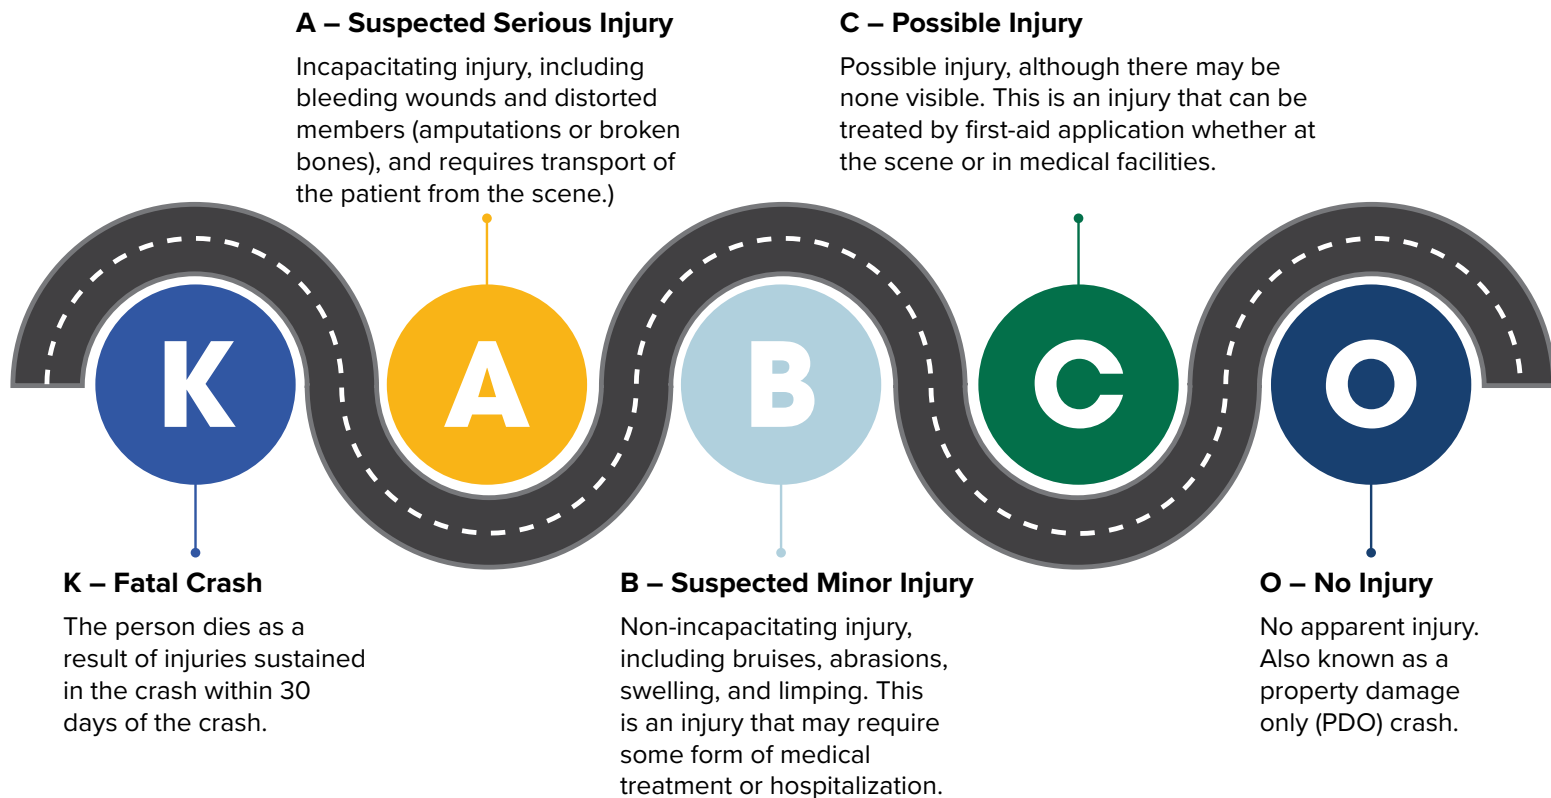 A – Suspected Serious Injury
Incapacitating injury, including
bleeding wounds and distorted
members (amputations or broken
bones), and requires transport of
the patient from the scene.)
C – Possible Injury
Possible injury, although there may be
none visible. This is an injury that can be
treated by first-aid application whether at
the scene or in medical facilities.
K
A
B
C
O
K – Fatal Crash
The person dies as a
result of injuries sustained
in the crash within 30
days of the crash.
B – Suspected Minor Injury
Non-incapacitating injury,
including bruises, abrasions,
swelling, and limping. This
is an injury that may require
some form of medical
treatment or hospitalization.
O – No Injury
No apparent injury.
Also known as a
property damage
only (PDO) crash.